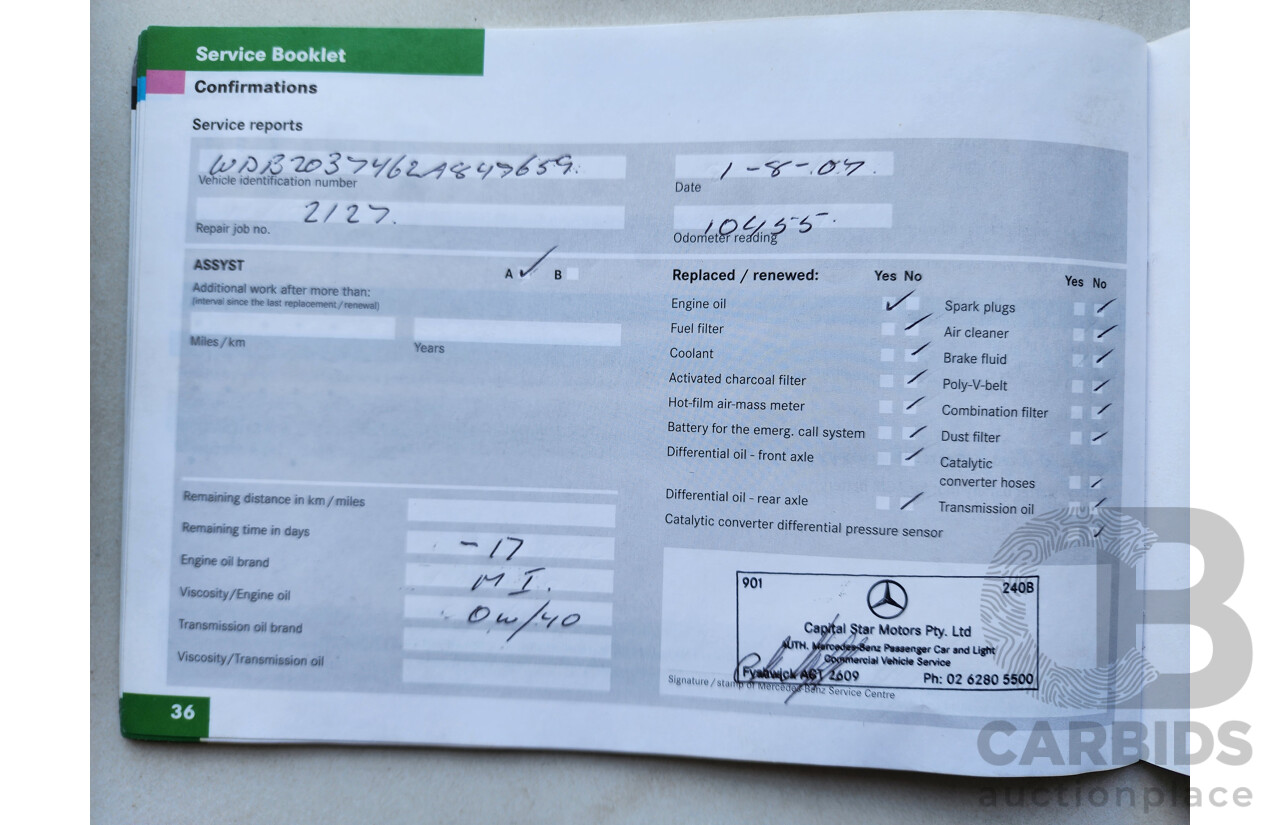 Service Booklet
Confirmations
Service reports
WDB2037462A847659.
Vehicle identification number
1-8-07.
Date
2127.
Repair job no.
10455.
Odometer reading
ASSYST
A ✓ B
Additional work after more than:
(interval since the last replacement/renewal)
Miles/km
Years
Replaced / renewed: Yes No
Engine oil
Fuel filter
Coolant
Activated charcoal filter
Hot-film air-mass meter
Battery for the emerg. call system
Differential oil - front axle
Differential oil - rear axle
Catalytic converter differential pressure sensor
Yes No
Spark plugs
Air cleaner
Brake fluid
Poly-V-belt
Combination filter
Dust filter
Catalytic
converter hoses
Transmission oil
Remaining distance in km/miles
Remaining time in days
-17
Engine oil brand
M I.
Viscosity/Engine oil
0w/40
Transmission oil brand
Viscosity/Transmission oil
901 240B
Capital Star Motors Pty. Ltd
AUTH. Mercedes-Benz Passenger Car and Light
Commercial Vehicle Service
Fyshwick ACT 2609 Ph: 02 6280 5500
Signature/stamp of Mercedes-Benz Service Centre
36
CARBIDS
auctionplace